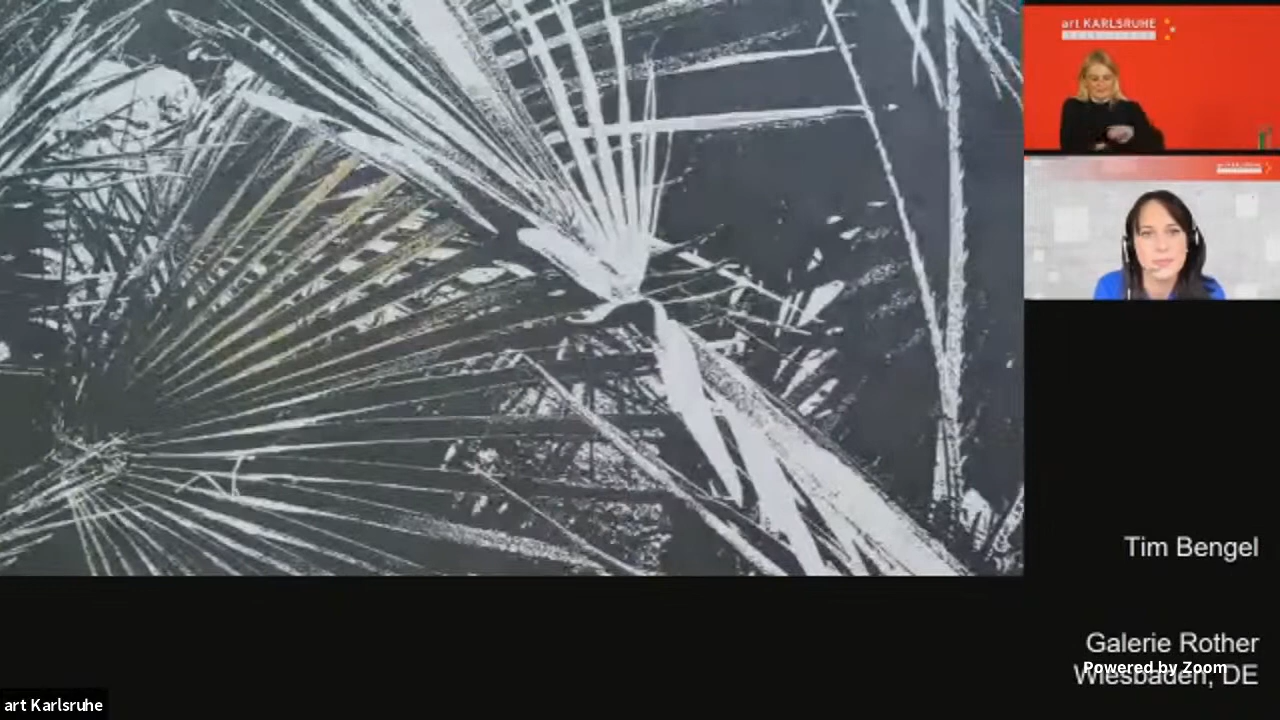 art KARLSRUHE
Tim Bengel
Galerie Rother
Wiesbaden, DE
Powered by Zoom
art Karlsruhe